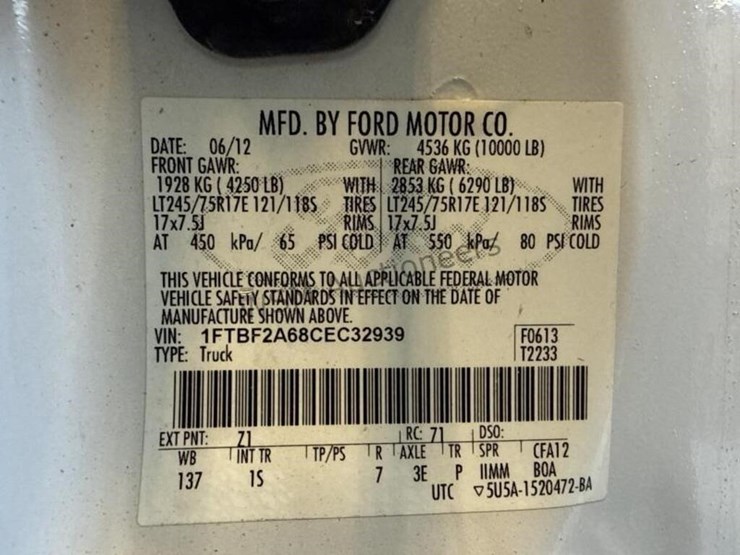 MFD. BY FORD MOTOR CO.
DATE: 06/12 GVWR: 4536 KG (10000 LB)
FRONT GAWR: REAR GAWR:
1928 KG ( 4250 LB) WITH 2853 KG ( 6290 LB) WITH
LT245/75R17E 121/118S TIRES LT245/75R17E 121/118S TIRES
17x7.5J RIMS 17x7.5J RIMS
AT 450 kPa/ 65 PSI COLD AT 550 kPa/ 80 PSI COLD
THIS VEHICLE CONFORMS TO ALL APPLICABLE FEDERAL MOTOR
VEHICLE SAFETY STANDARDS IN EFFECT ON THE DATE OF
MANUFACTURE SHOWN ABOVE.
VIN: 1FTBF2A68CEC32939 F0613
TYPE: Truck T2233
EXT PNT: Z1 RC: 71 DSO:
WB INT TR TP/PS R AXLE TR SPR CFA12
137 1S 7 3E P IIMM BOA
UTC ▽5U5A-1520472-BA